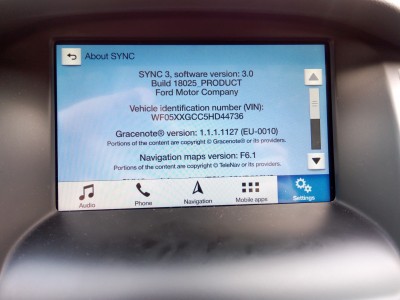 About SYNC
SYNC 3, software version: 3.0
Build 18025_PRODUCT
Ford Motor Company
Vehicle identification number (VIN):
WF05XXGCC5HD44736
Gracenote® version: 1.1.1.1127 (EU-0010)
Portions of the content are copyright © Gracenote® or its providers.
Navigation maps version: F6.1
Portions of the content are copyright © TeleNav or its providers.
Audio
Phone
Navigation
Mobile apps
Settings